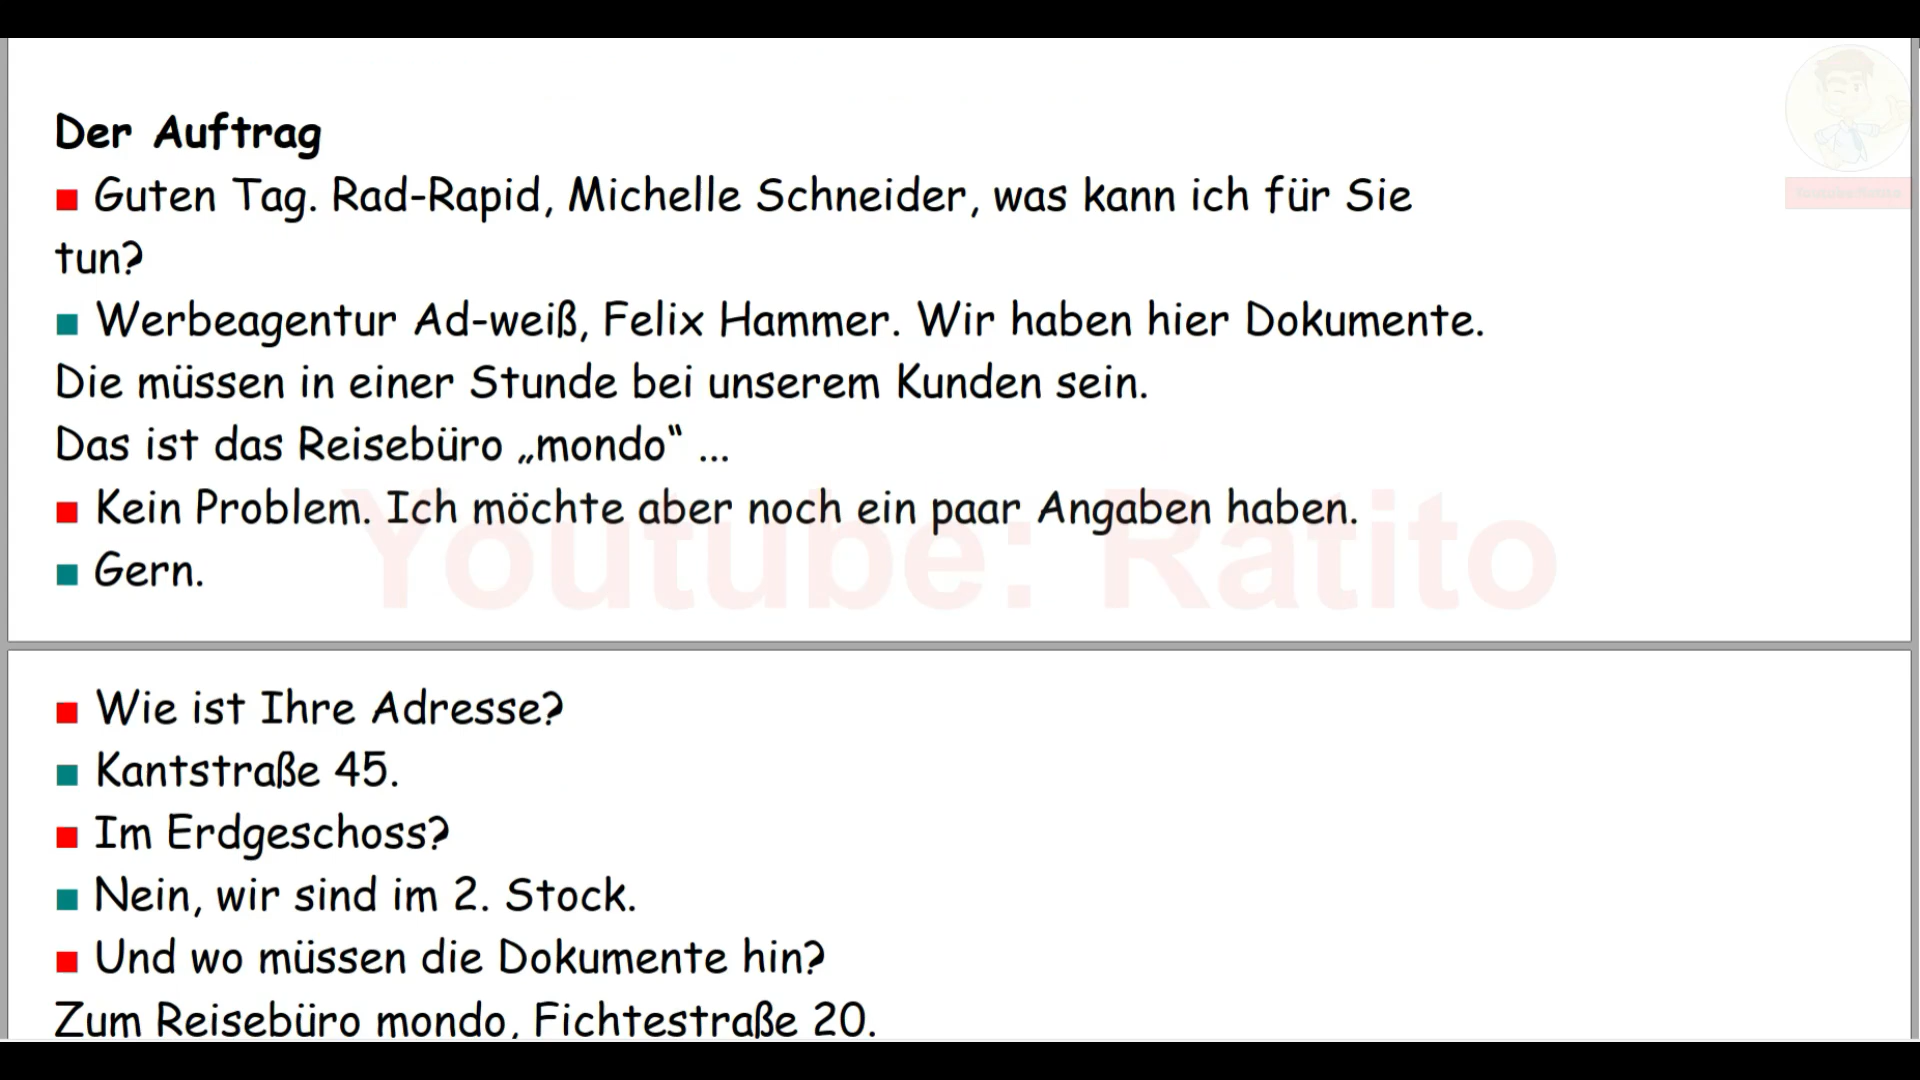 Der Auftrag
■ Guten Tag. Rad-Rapid, Michelle Schneider, was kann ich für Sie
tun?
■ Werbeagentur Ad-weiß, Felix Hammer. Wir haben hier Dokumente.
Die müssen in einer Stunde bei unserem Kunden sein.
Das ist das Reisebüro „mondo“ ...
■ Kein Problem. Ich möchte aber noch ein paar Angaben haben.
Youtube: Ratito
■ Gern.
■ Wie ist Ihre Adresse?
■ Kantstraße 45.
■ Im Erdgeschoss?
■ Nein, wir sind im 2. Stock.
■ Und wo müssen die Dokumente hin?
Zum Reisebüro mondo, Fichtestraße 20.